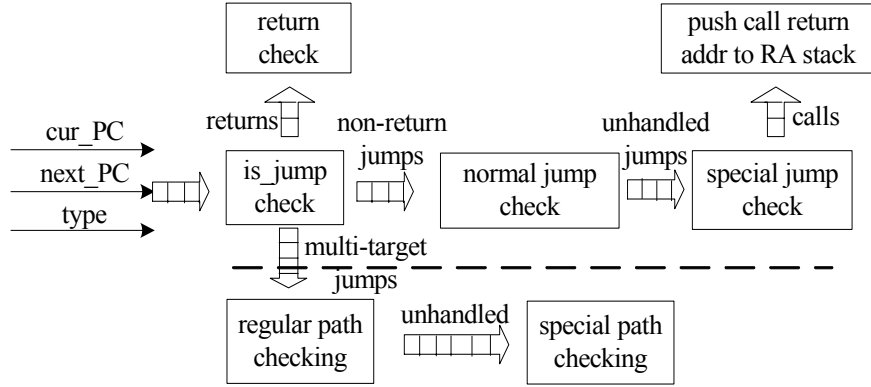 return
check
push call return
addr to RA stack
returns
non-return
jumps
unhandled
jumps
calls
cur_PC
next_PC
type
is_jump
check
normal jump
check
special jump
check
multi-target
jumps
regular path
checking
unhandled
special path
checking